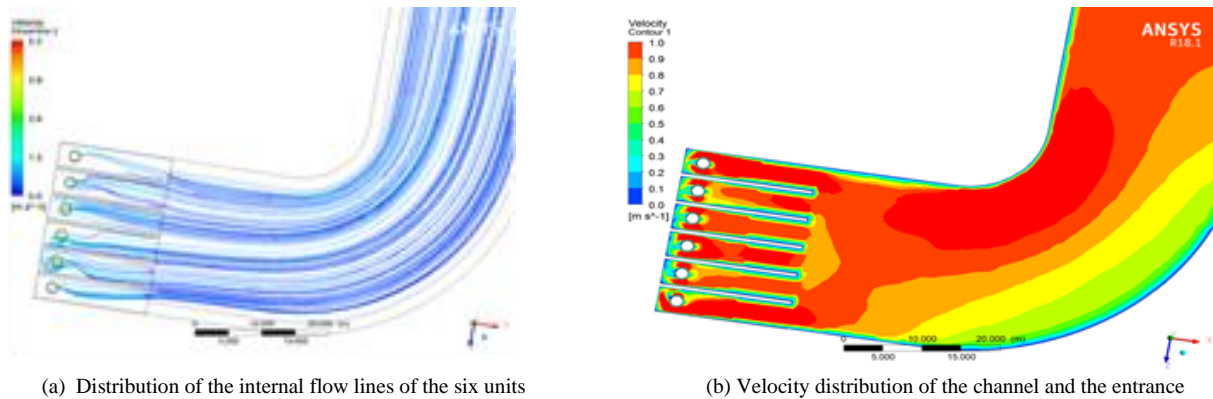 Velocity
Velocity
Contour 1
1.0
0.9
0.8
0.7
0.6
0.5
0.4
0.3
0.2
0.1
0.0
[m s^-1]
ANSYS
R18.1
0
10.000
20.000 (m)
5.000
15.000
(a) Distribution of the internal flow lines of the six units
(b) Velocity distribution of the channel and the entrance